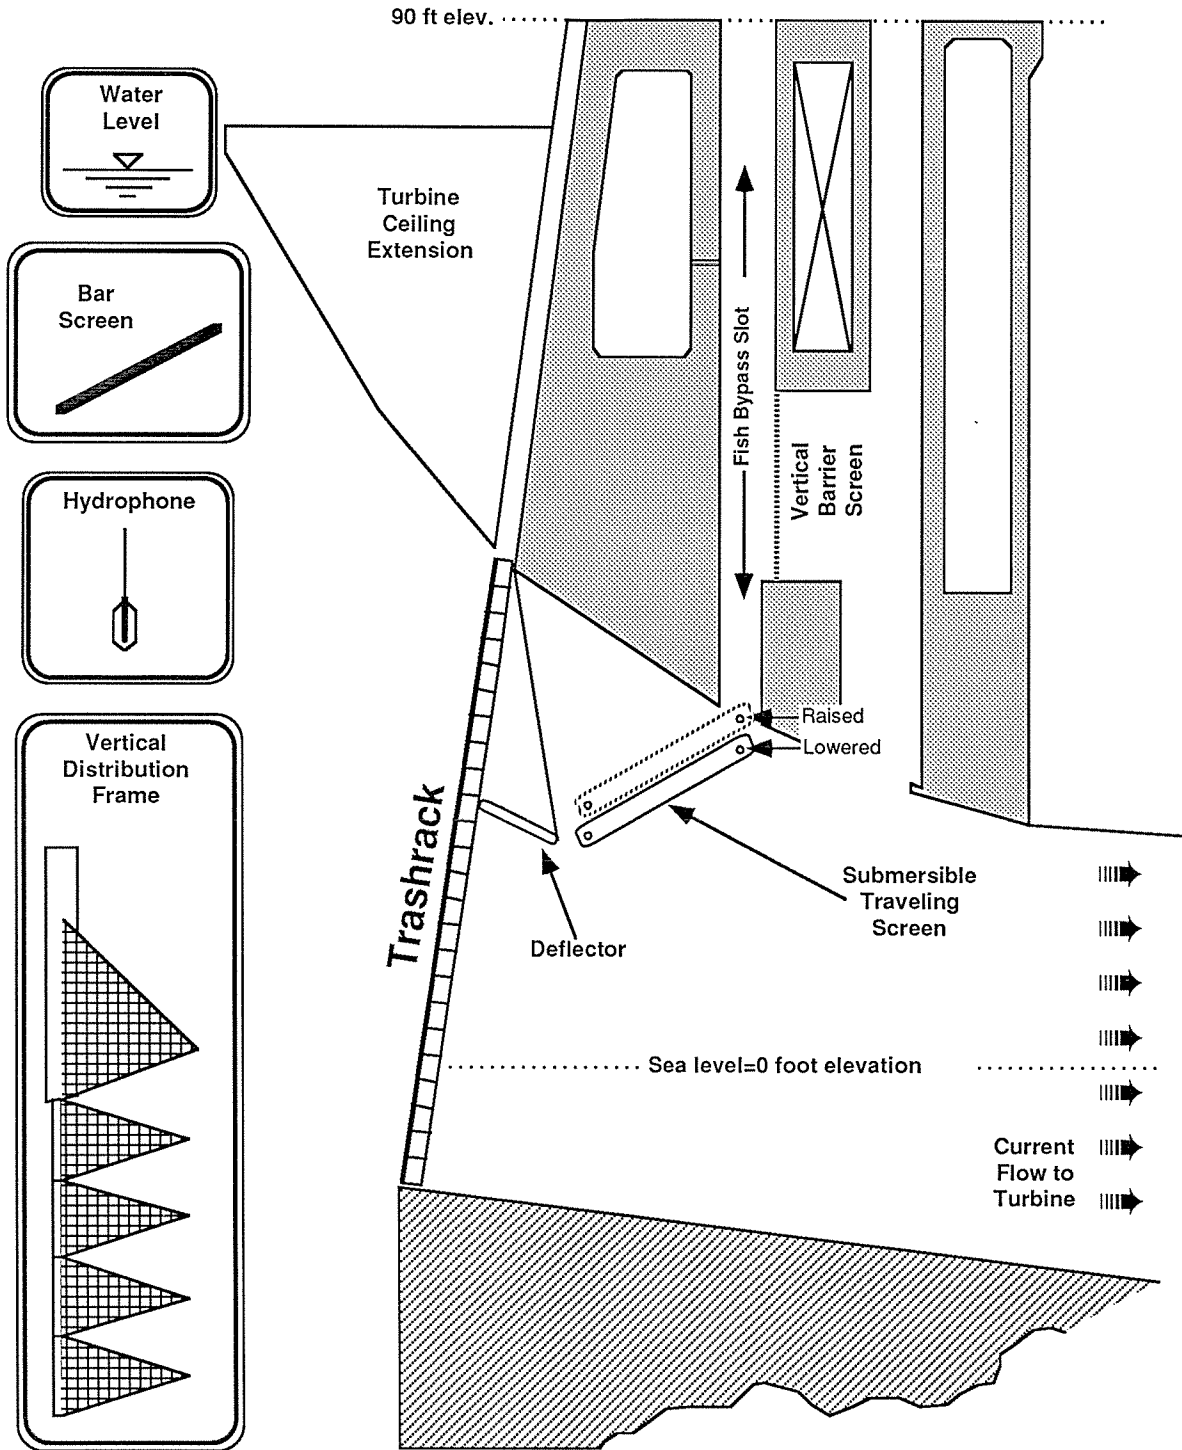 90 ft elev.
Water
Level
Bar
Screen
Hydrophone
Vertical
Distribution
Frame
Turbine
Ceiling
Extension
Fish Bypass Slot
Vertical
Barrier
Screen
Raised
Lowered
Trashrack
Deflector
Submersible
Traveling
Screen
Sea level=0 foot elevation
Current
Flow to
Turbine